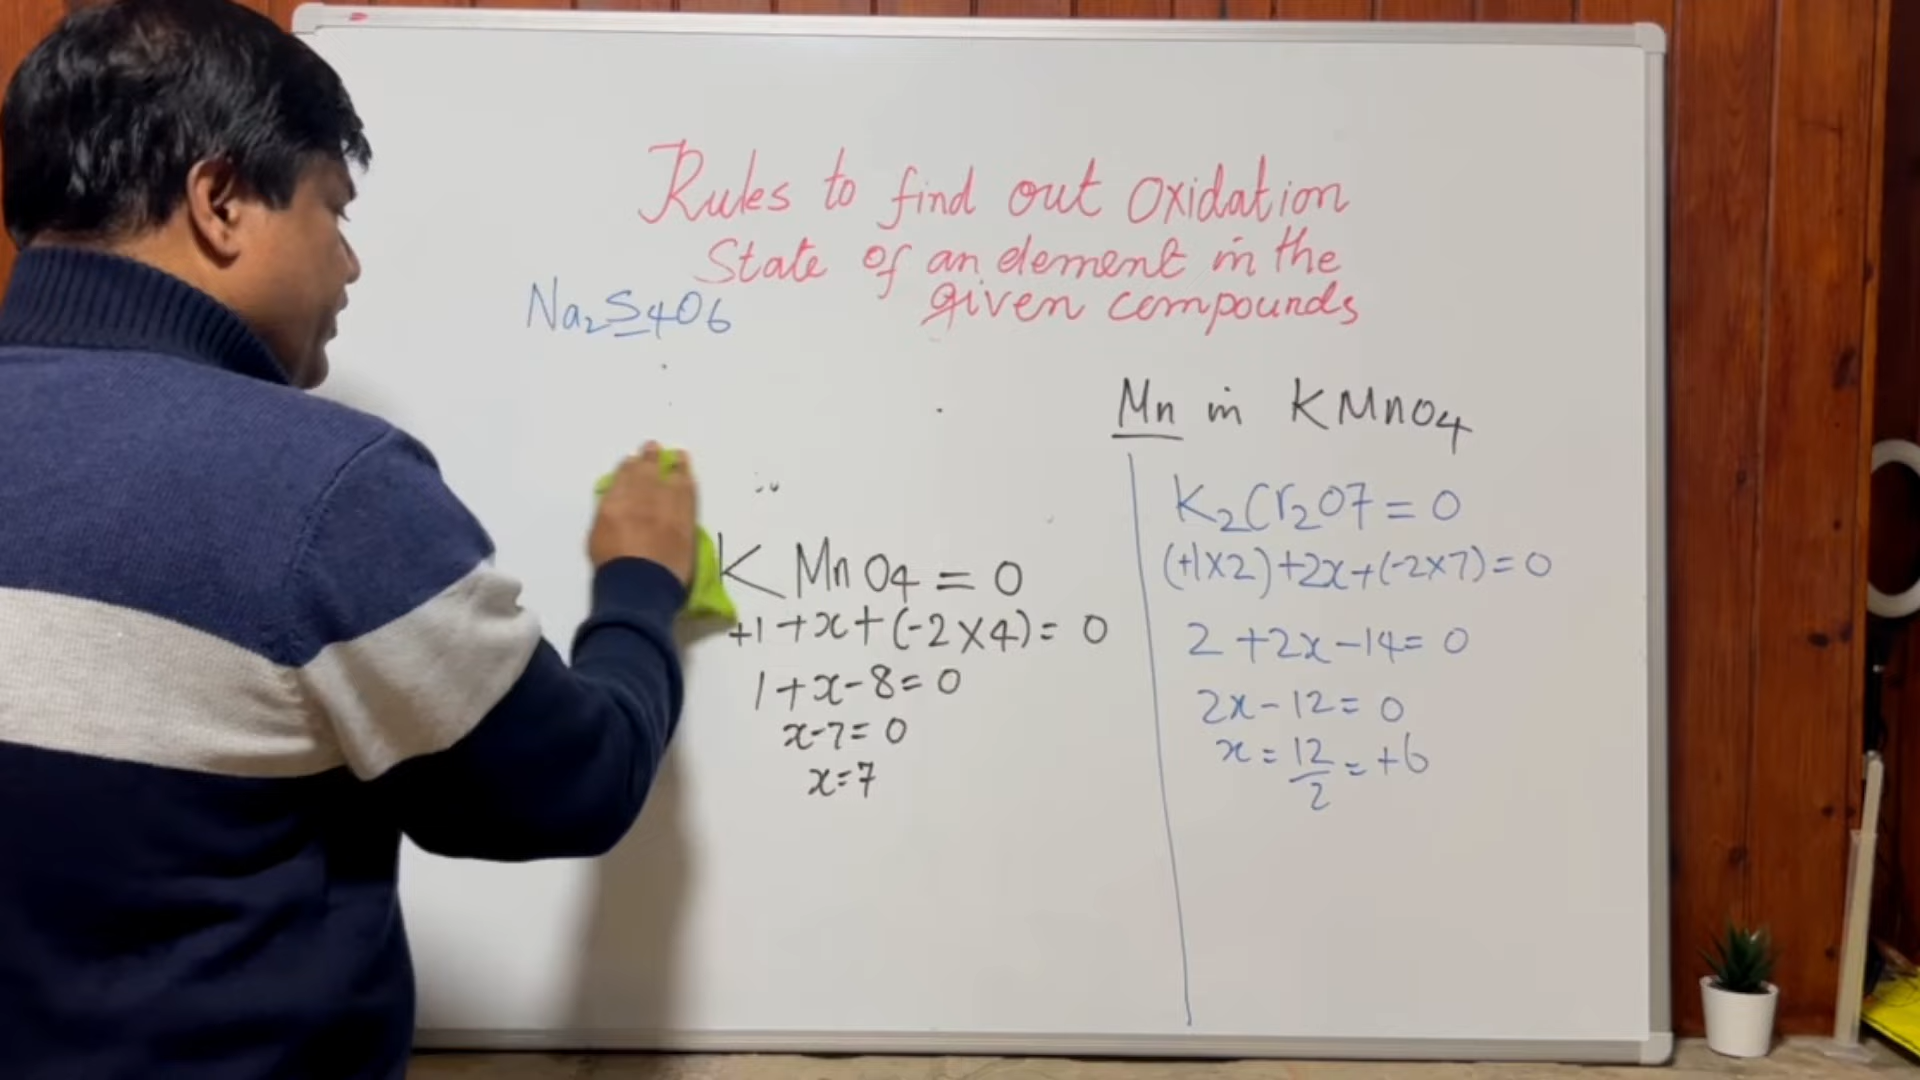 Rules to find out Oxidation
State of an element in the
given compounds
Na2S4O6
Mn in KMnO4
KMnO4 = 0
+1+x+(-2×4)= 0
1+x-8=0
x-7=0
x=7
K2Cr2O7=0
(+1×2)+2x+(-2×7)=0
2+2x-14=0
2x-12=0
x=12/2=+6